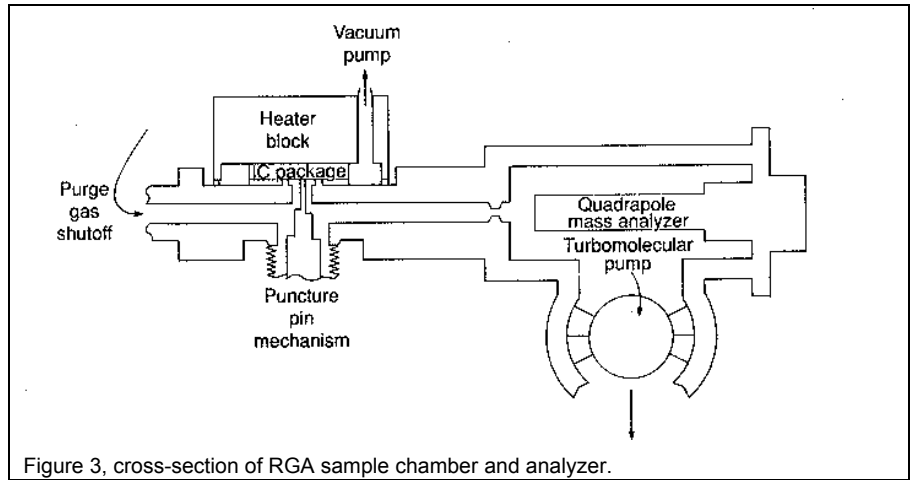 Vacuum
pump
Heater
block
IC package
Purge
gas
shutoff
Quadrapole
mass analyzer
Turbomolecular
pump
Puncture
pin
mechanism
Figure 3, cross-section of RGA sample chamber and analyzer.